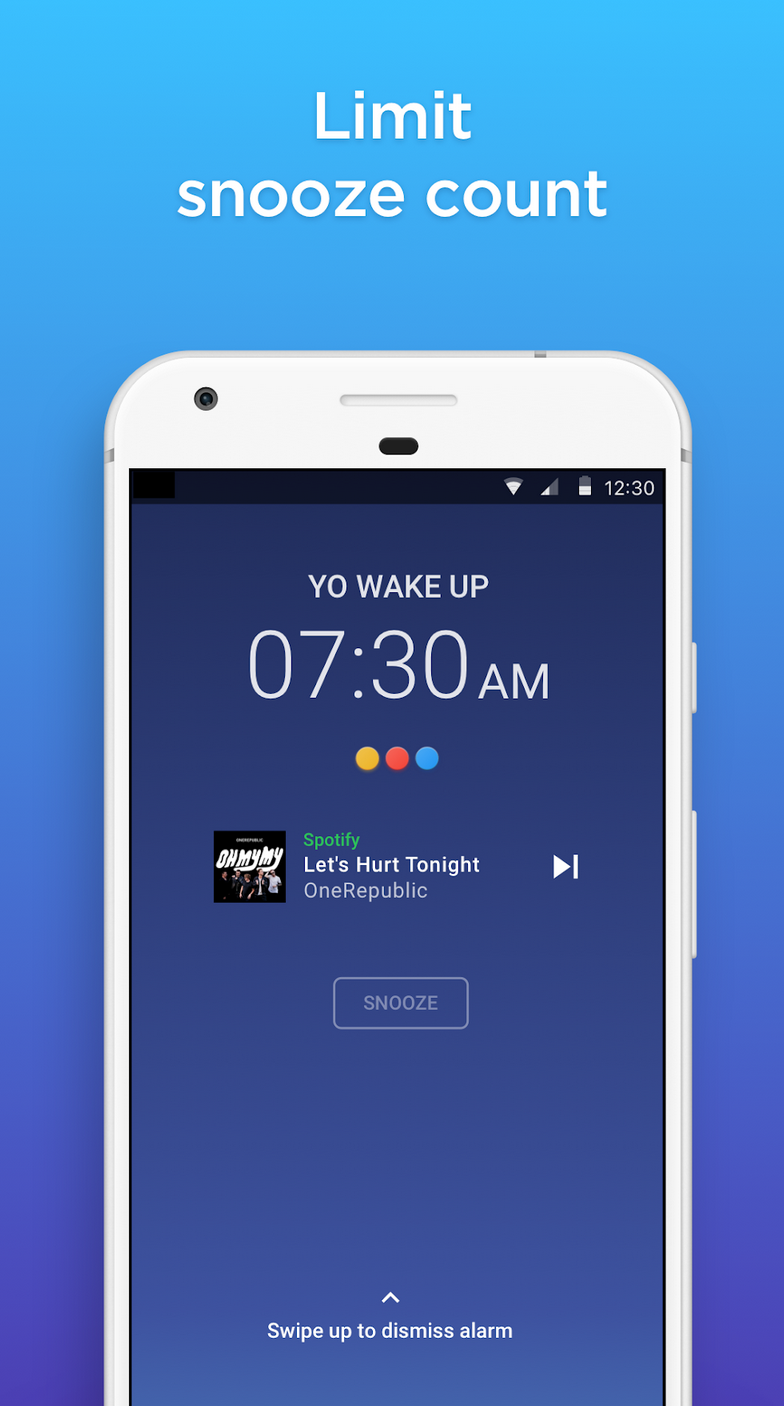 Limit
snooze count
12:30
YO WAKE UP
07:30 AM
ONEREPUBLIC
OH MY MY
Spotify
Let's Hurt Tonight
OneRepublic
SNOOZE
Swipe up to dismiss alarm